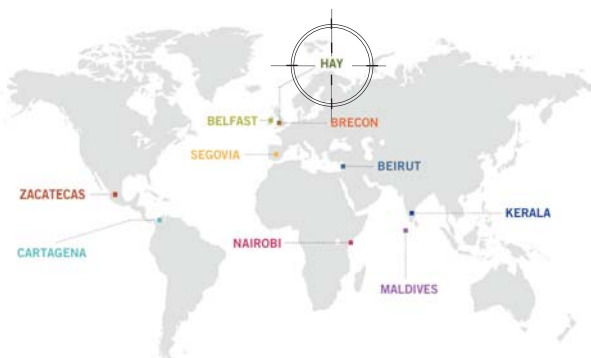 HAY
BELFAST
BRECON
SEGOVIA
BEIRUT
ZACATECAS
KERALA
CARTAGENA
NAIROBI
MALDIVES